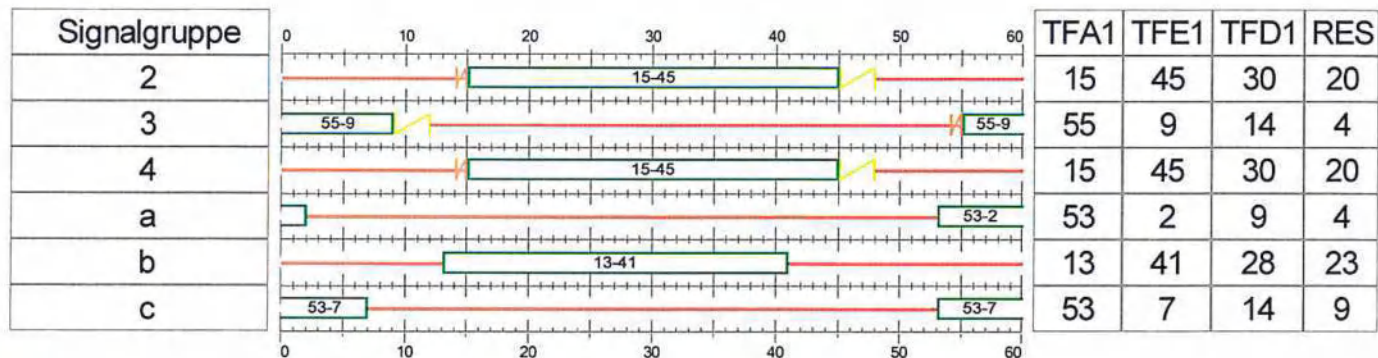 Signalgruppe 0 10 20 30 40 50 60 TFA1 TFE1 TFD1 RES
2 15-45 15 45 30 20
3 55-9 55-9 55 9 14 4
4 15-45 15 45 30 20
a 53-2 53 2 9 4
b 13-41 13 41 28 23
c 53-7 53-7 53 7 14 9
0 10 20 30 40 50 60